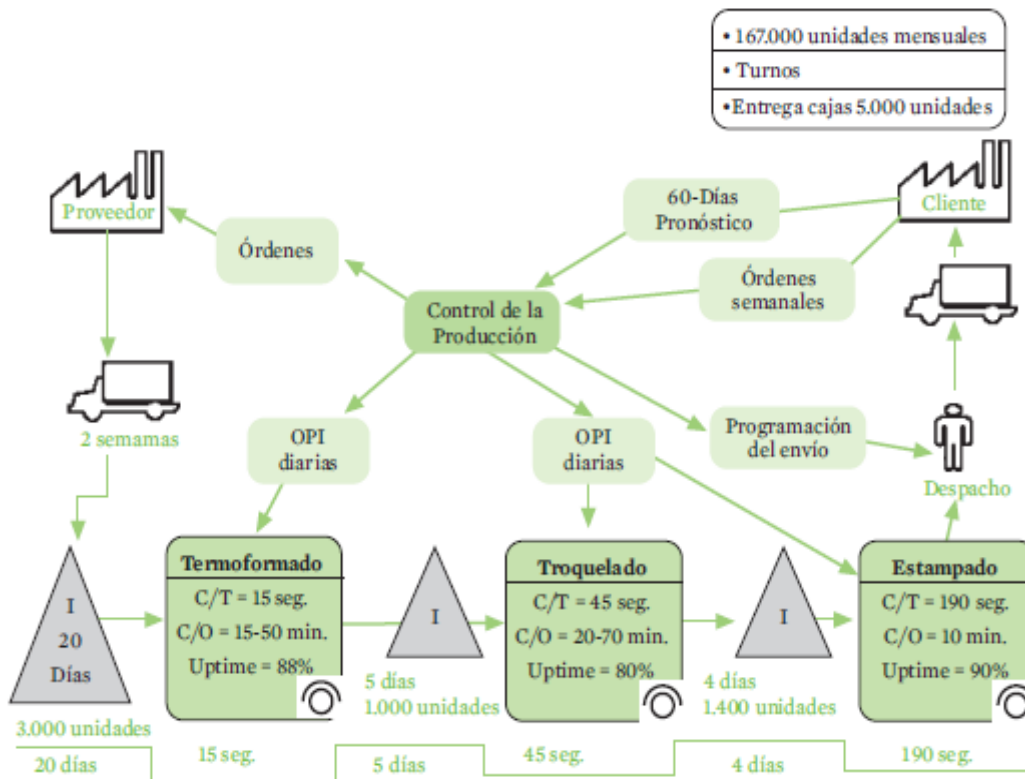 • 167.000 unidades mensuales
• Turnos
•Entrega cajas 5.000 unidades
Proveedor
Órdenes
60-Días
Pronóstico
Cliente
Órdenes
semanales
Control de la
Producción
2 semamas
OPI
diarias
OPI
diarias
Programación
del envío
Despacho
I
20
Días
3.000 unidades
Termoformado
C/T = 15 seg.
C/O = 15-50 min.
Uptime = 88%
I
5 días
1.000 unidades
Troquelado
C/T = 45 seg.
C/O = 20-70 min.
Uptime = 80%
I
4 días
1.400 unidades
Estampado
C/T = 190 seg.
C/O = 10 min.
Uptime = 90%
20 días
15 seg.
5 días
45 seg.
4 días
190 seg.